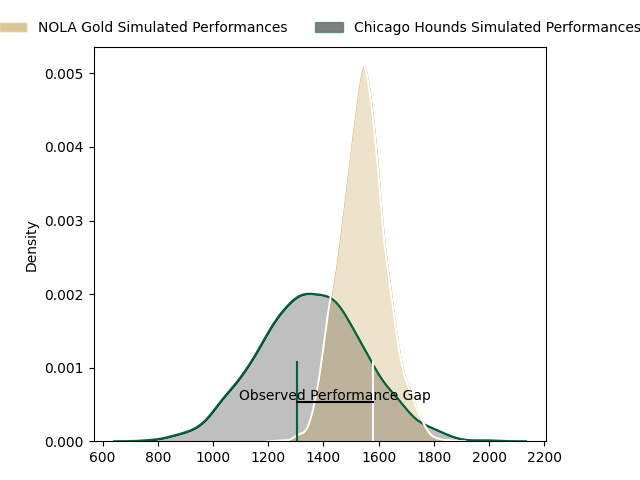 NOLA Gold Simulated Performances
Chicago Hounds Simulated Performances
0.005
0.004
0.003
0.002
0.001
0.000
Density
Observed Performance Gap
600 800 1000 1200 1400 1600 1800 2000 2200